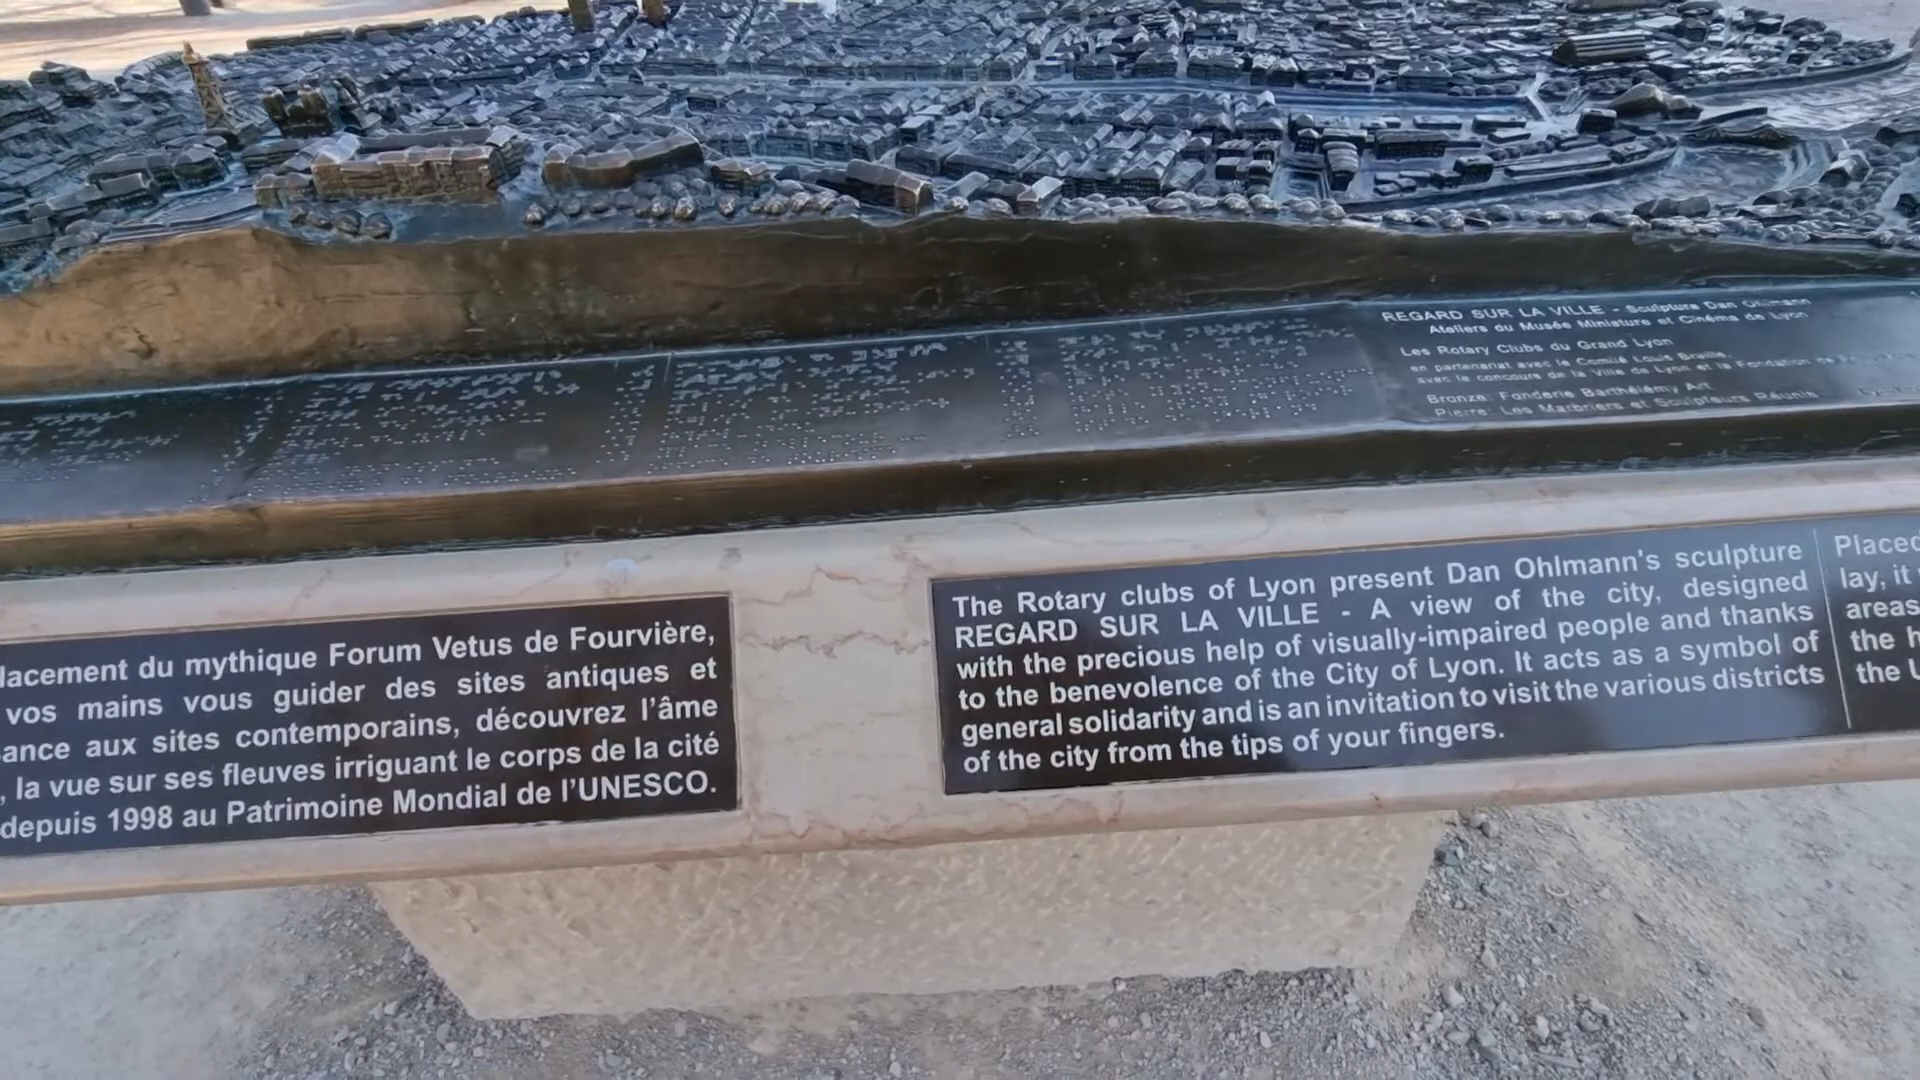 REGARD SUR LA VILLE - Sculpture Dan Ohlmann
Ateliers du Musée Miniature et Cinéma de Lyon
Les Rotary Clubs du Grand Lyon
en partenariat avec le Comité Louis Braille,
avec le concours de la Ville de Lyon et la Fondation de
Bronze: Fonderie Barthélémy Art
Pierre: Les Marbriers et Sculpteurs Réunis
lacement du mythique Forum Vetus de Fourvière,
vos mains vous guider des sites antiques et
ance aux sites contemporains, découvrez l'âme
, la vue sur ses fleuves irriguant le corps de la cité
depuis 1998 au Patrimoine Mondial de l'UNESCO.
The Rotary clubs of Lyon present Dan Ohlmann's sculpture
REGARD SUR LA VILLE - A view of the city, designed
with the precious help of visually-impaired people and thanks
to the benevolence of the City of Lyon. It acts as a symbol of
general solidarity and is an invitation to visit the various districts
of the city from the tips of your fingers.
Placed
lay, it
areas
the h
the U